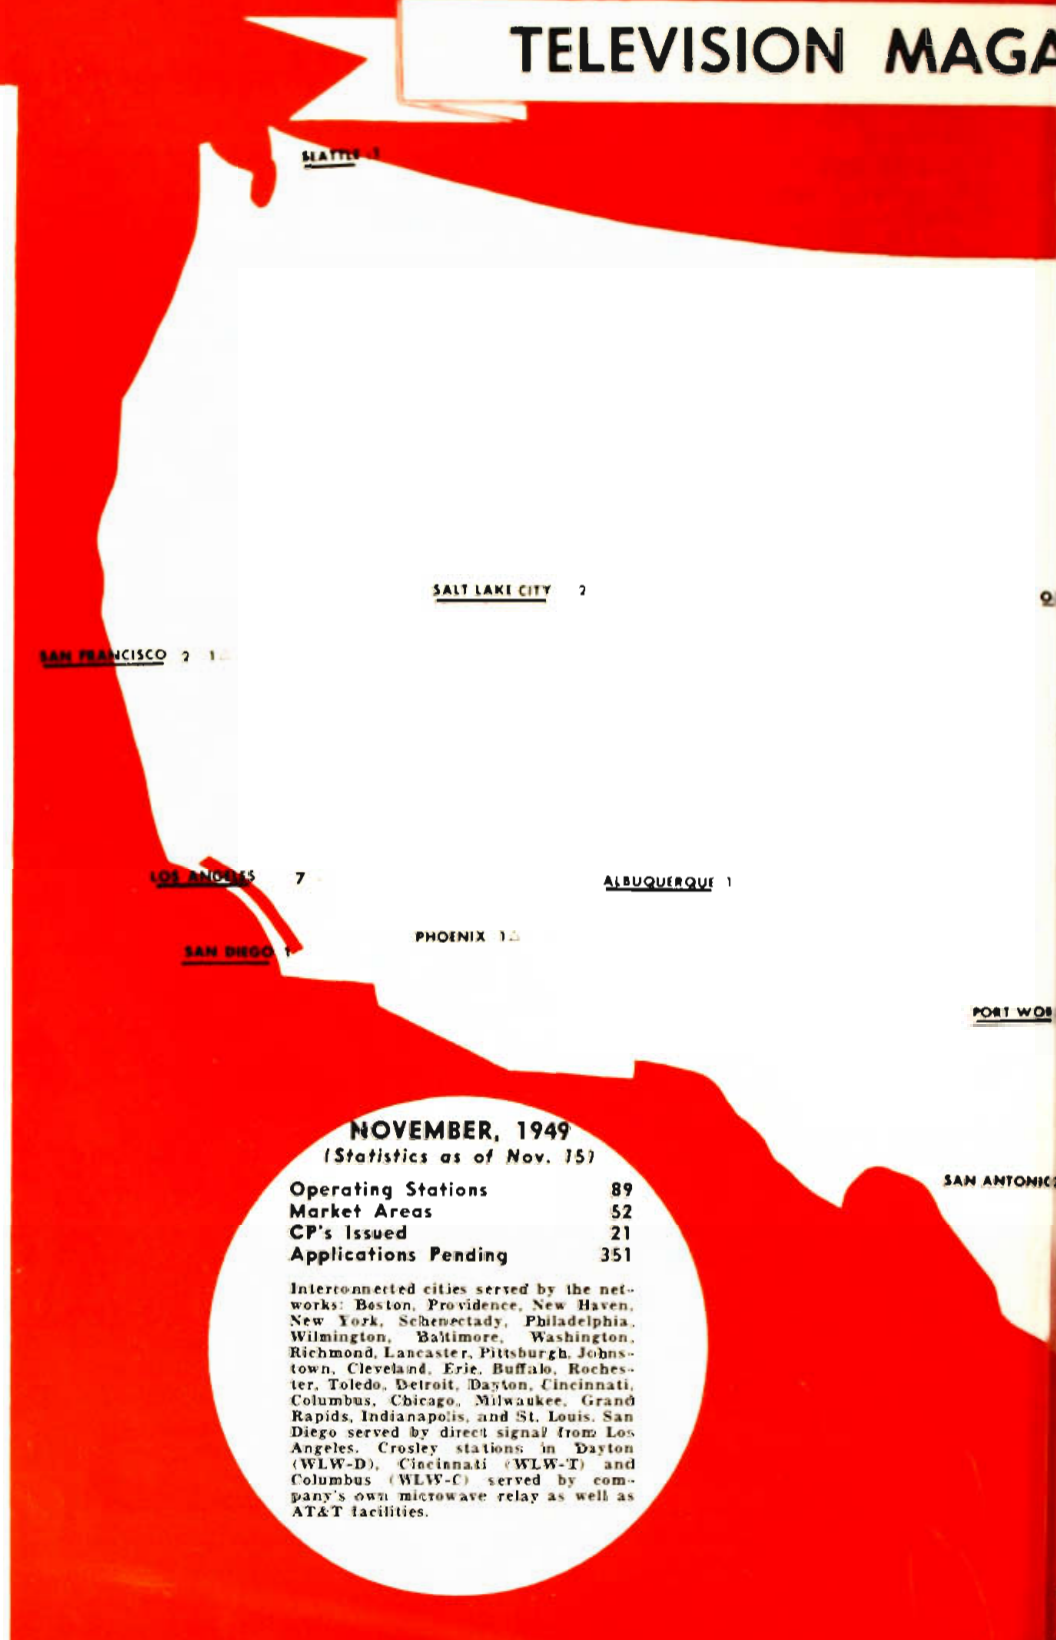 TELEVISION MAGA
SEATTLE 1
SALT LAKE CITY 2
SAN FRANCISCO 2 1
LOS ANGELES 7
ALBUQUERQUE 1
PHOENIX 1
SAN DIEGO 1
FORT WOR
SAN ANTONIO
NOVEMBER, 1949
(Statistics as of Nov. 15)
Operating Stations 89
Market Areas 52
CP's Issued 21
Applications Pending 351
Interconnected cities served by the net-
works: Boston, Providence, New Haven,
New York, Schenectady, Philadelphia,
Wilmington, Baltimore, Washington,
Richmond, Lancaster, Pittsburgh, Johns-
town, Cleveland, Erie, Buffalo, Roches-
ter, Toledo, Detroit, Dayton, Cincinnati,
Columbus, Chicago, Milwaukee, Grand
Rapids, Indianapolis, and St. Louis. San
Diego served by direct signal from Los
Angeles. Crosley stations in Dayton
(WLW-D), Cincinnati (WLW-T) and
Columbus (WLW-C) served by com-
pany's own microwave relay as well as
AT&T facilities.